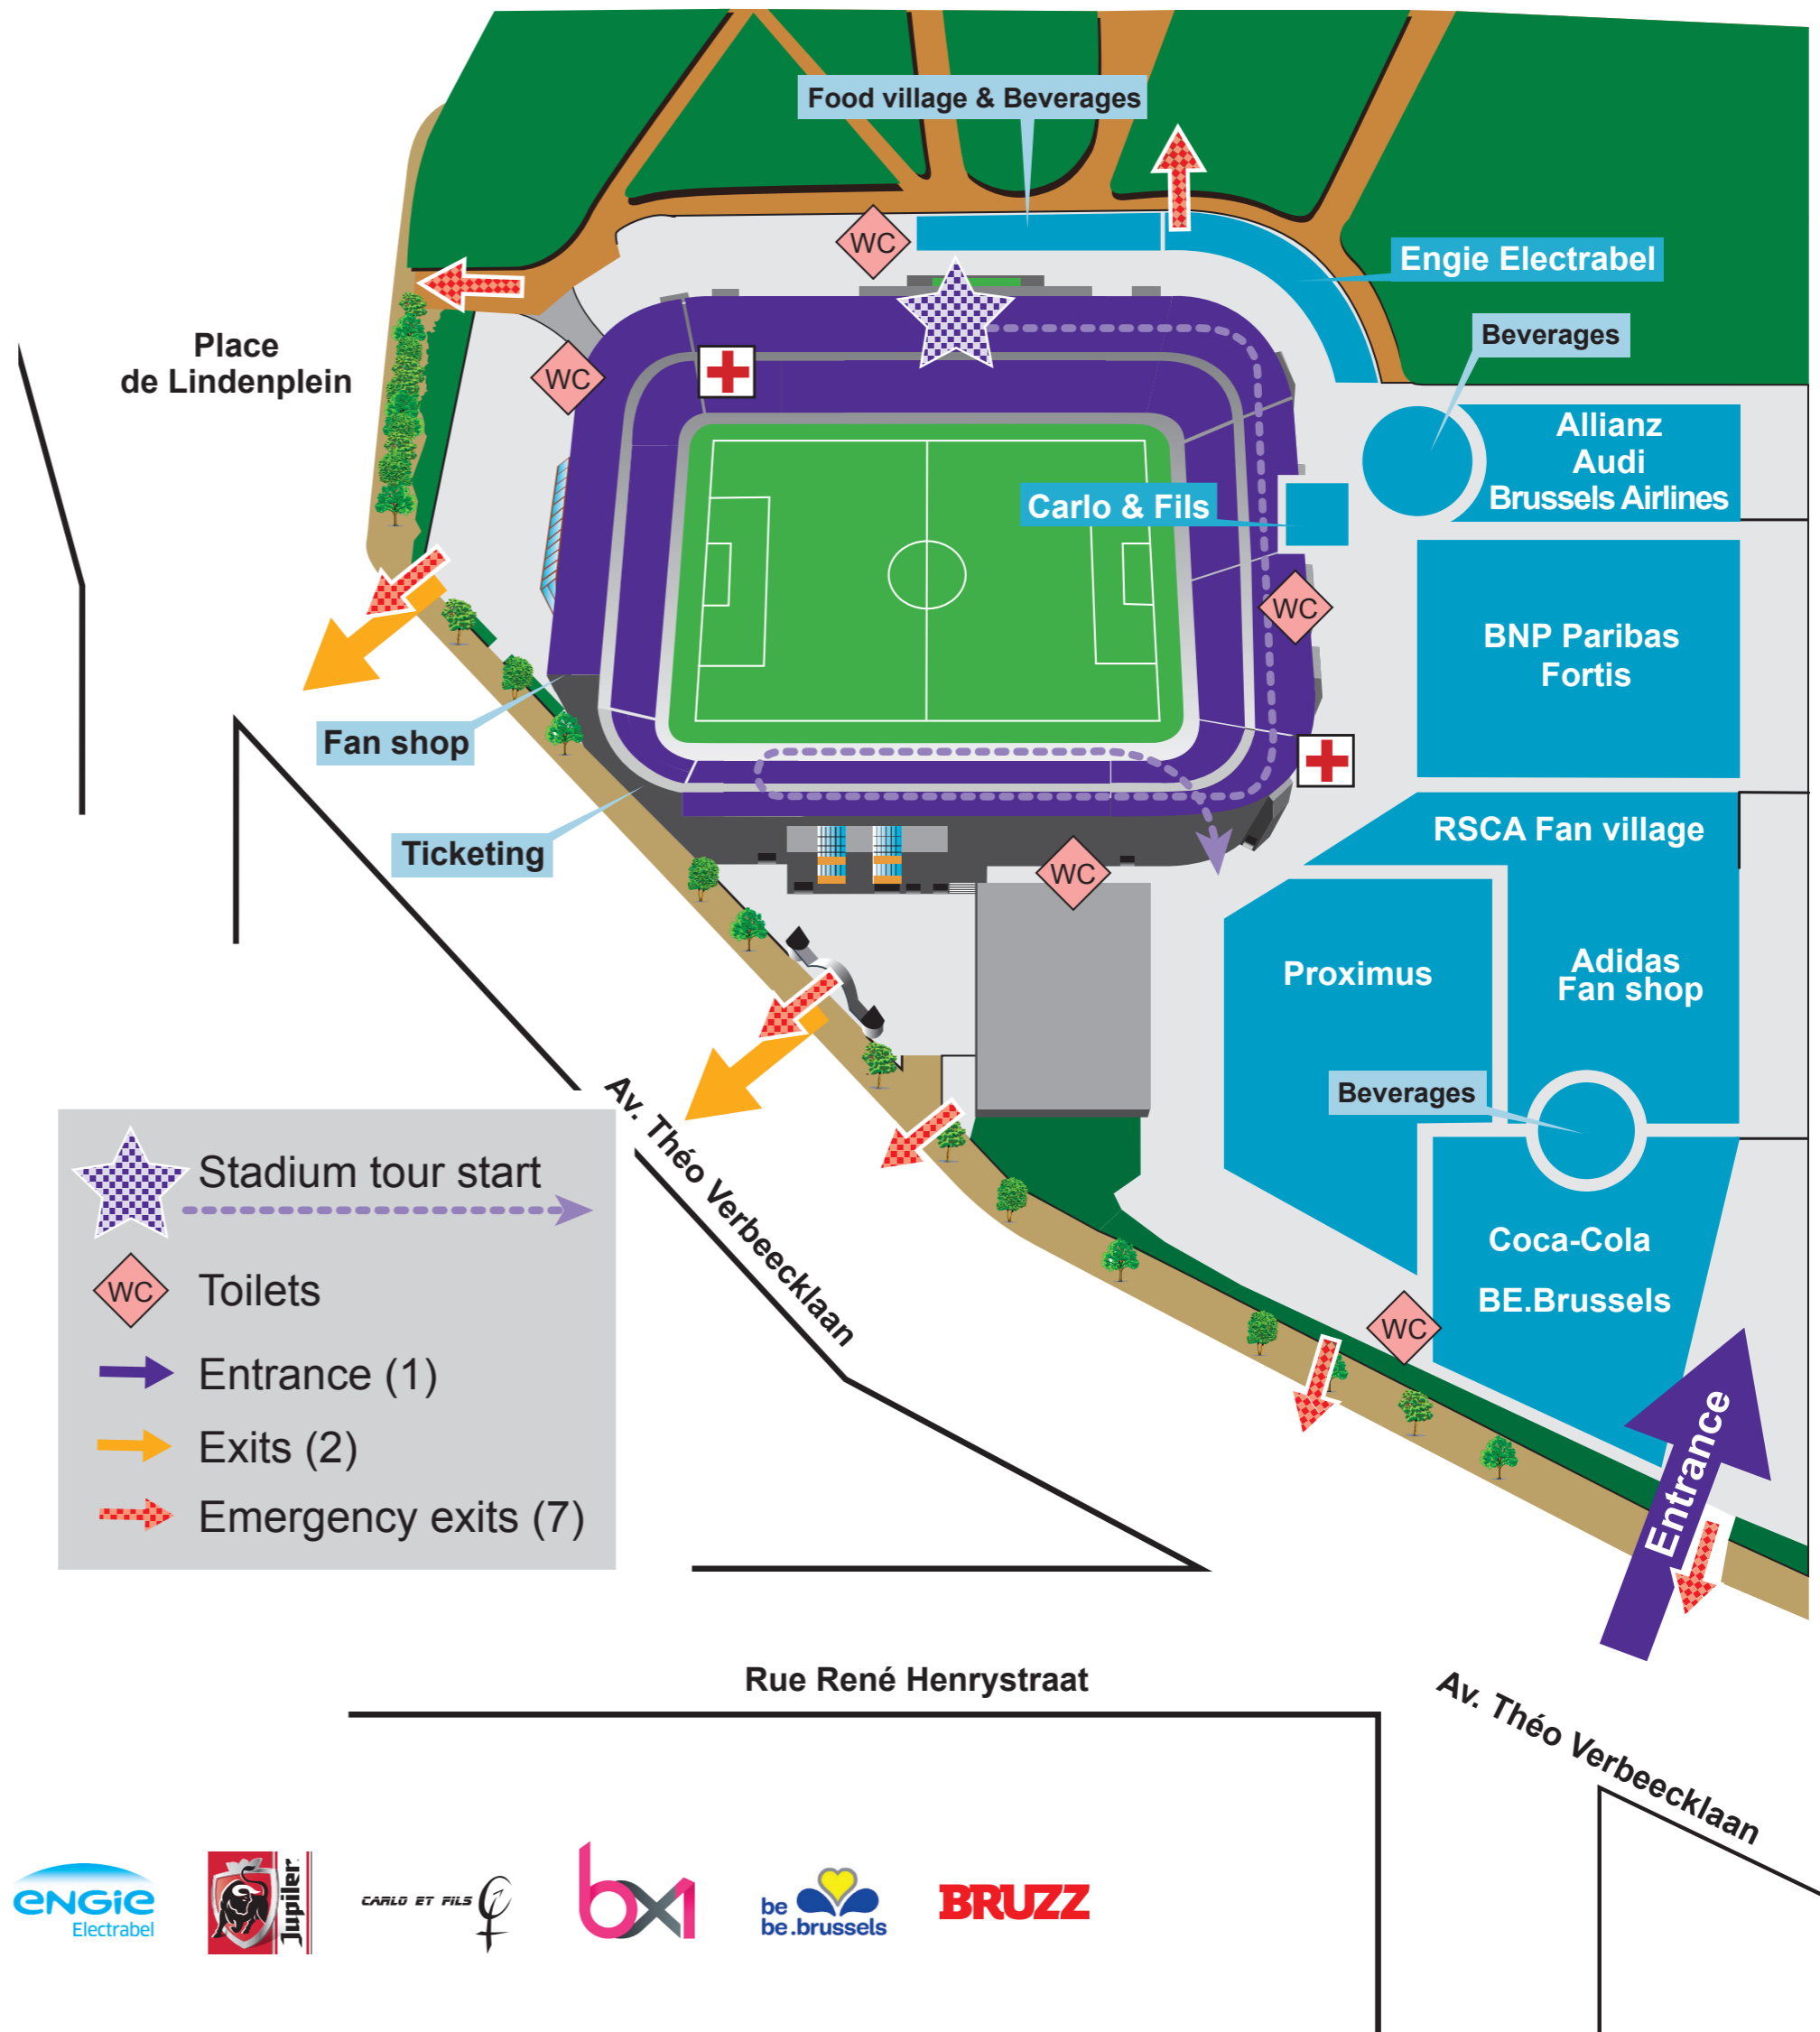 Food village & Beverages
WC
Engie Electrabel
Place
de Lindenplein
Beverages
WC
Allianz
Audi
Brussels Airlines
Carlo & Fils
WC
BNP Paribas
Fortis
Fan shop
RSCA Fan village
Ticketing
WC
Proximus
Adidas
Fan shop
Beverages
Av. Théo Verbeecklaan
Stadium tour start
Coca-Cola
BE.Brussels
WC
Toilets
WC
Entrance (1)
Entrance
Exits (2)
Emergency exits (7)
Rue René Henrystraat
Av. Théo Verbeecklaan
ENGIE
Electrabel
Jupiler
CARLO ET FILS
bx1
be
be.brussels
BRUZZ